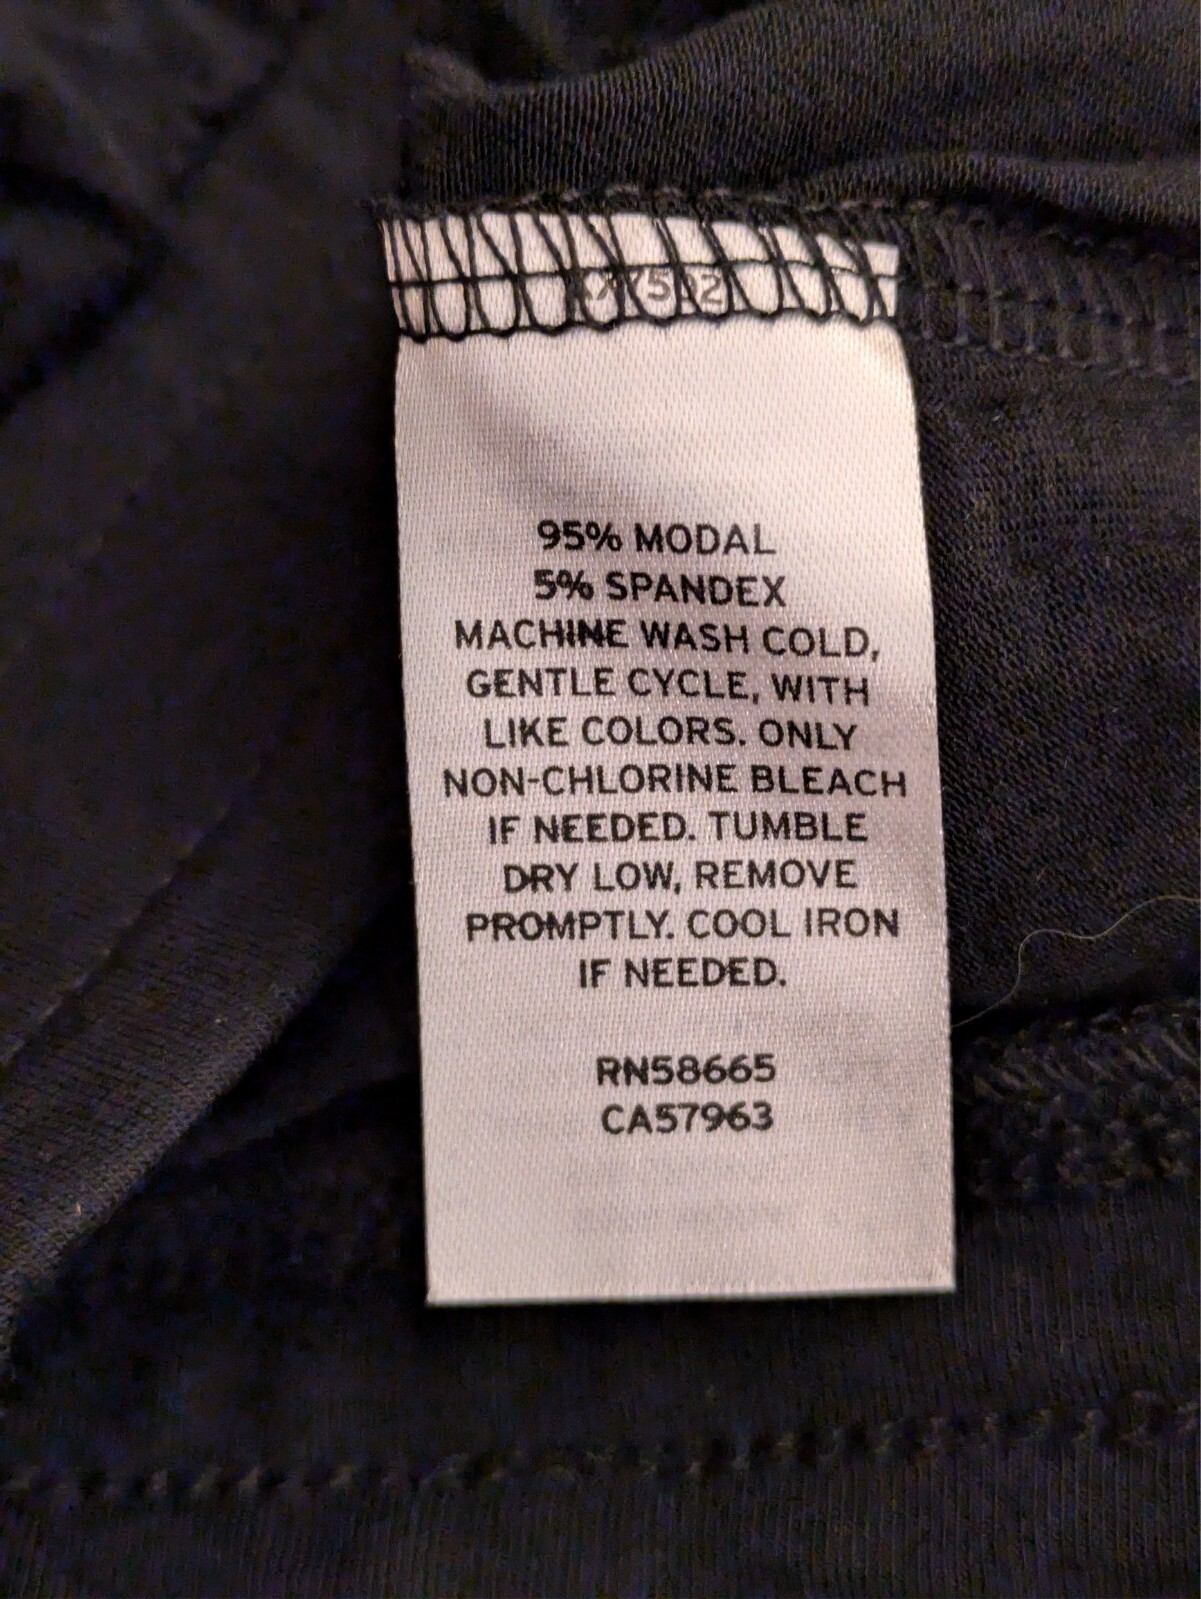 95% MODAL
5% SPANDEX
MACHINE WASH COLD,
GENTLE CYCLE, WITH
LIKE COLORS. ONLY
NON-CHLORINE BLEACH
IF NEEDED. TUMBLE
DRY LOW, REMOVE
PROMPTLY. COOL IRON
IF NEEDED.
RN58665
CA57963